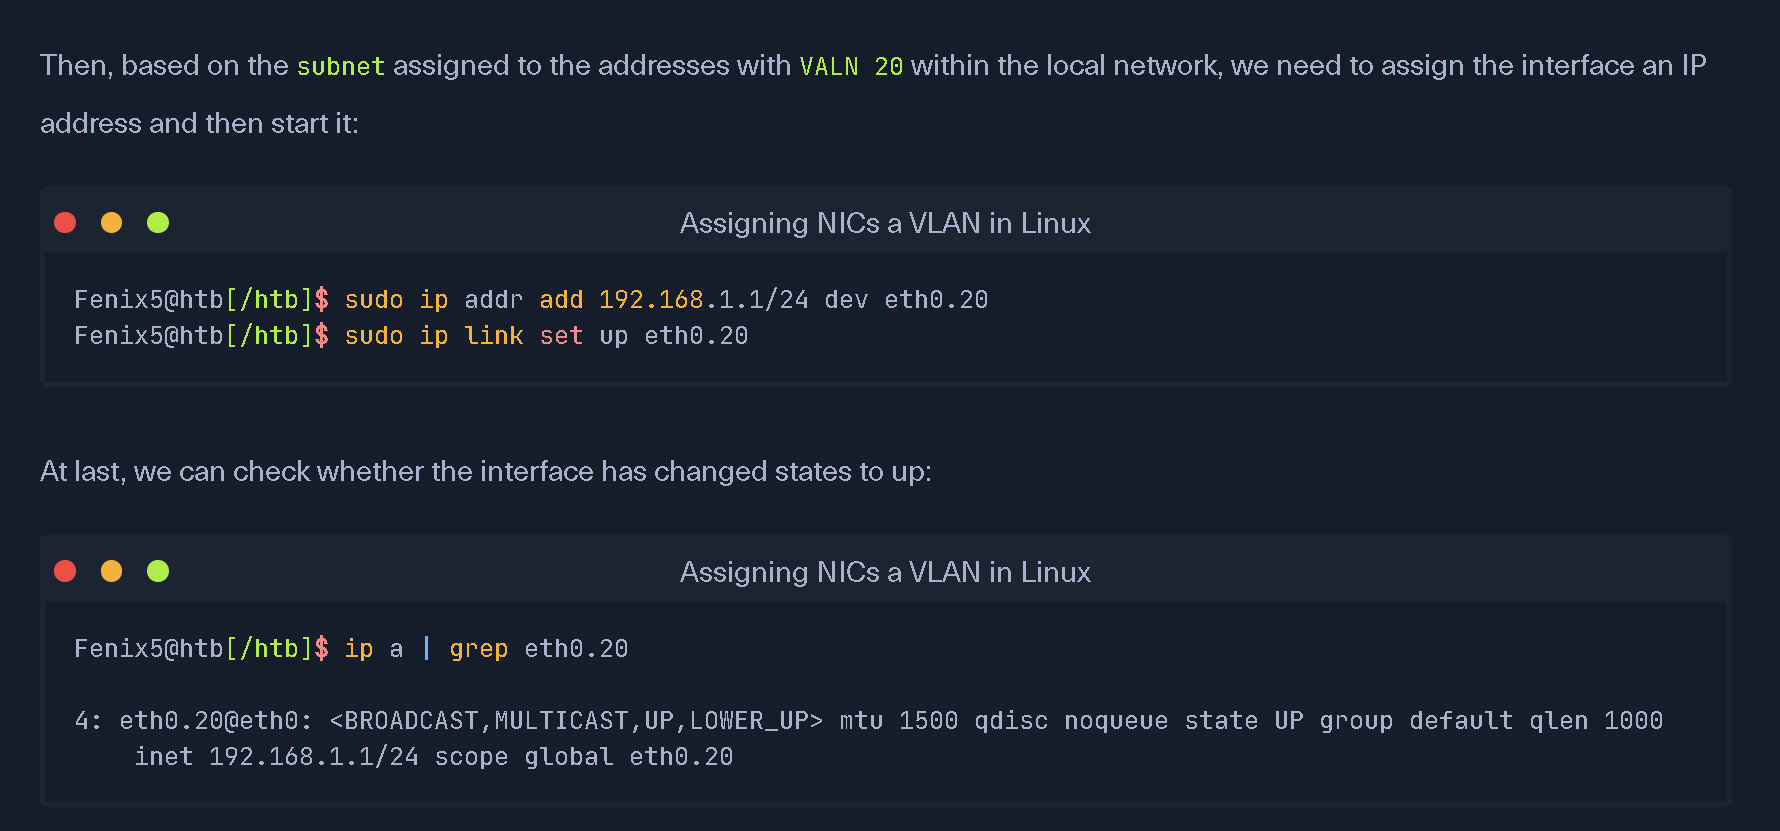 Then, based on the subnet assigned to the addresses with VALN 20 within the local network, we need to assign the interface an IP
address and then start it:
Assigning NICs a VLAN in Linux
Fenix5@htb[/htb]$ sudo ip addr add 192.168.1.1/24 dev eth0.20
Fenix5@htb[/htb]$ sudo ip link set up eth0.20
At last, we can check whether the interface has changed states to up:
Assigning NICs a VLAN in Linux
Fenix5@htb[/htb]$ ip a | grep eth0.20
4: eth0.20@eth0: <BROADCAST,MULTICAST,UP,LOWER_UP> mtu 1500 qdisc noqueue state UP group default qlen 1000
inet 192.168.1.1/24 scope global eth0.20